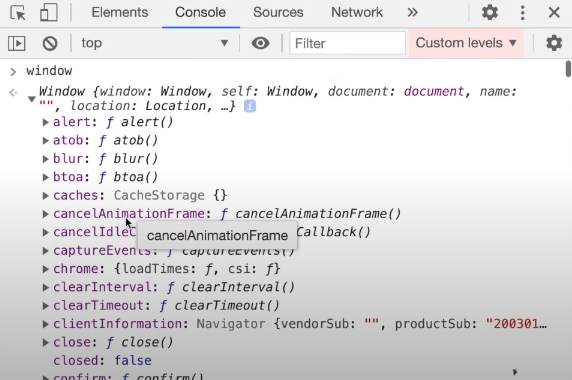 Elements Console Sources Network »
top Filter Custom levels
> window
Window {window: Window, self: Window, document: document, name:
"", location: Location, …} i
alert: ƒ alert()
atob: ƒ atob()
blur: ƒ blur()
btoa: ƒ btoa()
caches: CacheStorage {}
cancelAnimationFrame: ƒ cancelAnimationFrame()
cancelIdleC Callback()
cancelAnimationFrame
captureEvents: ƒ captureEvents()
chrome: {loadTimes: ƒ, csi: ƒ}
clearInterval: ƒ clearInterval()
clearTimeout: ƒ clearTimeout()
clientInformation: Navigator {vendorSub: "", productSub: "200301…
close: ƒ close()
closed: false
confirm: ƒ confirm()